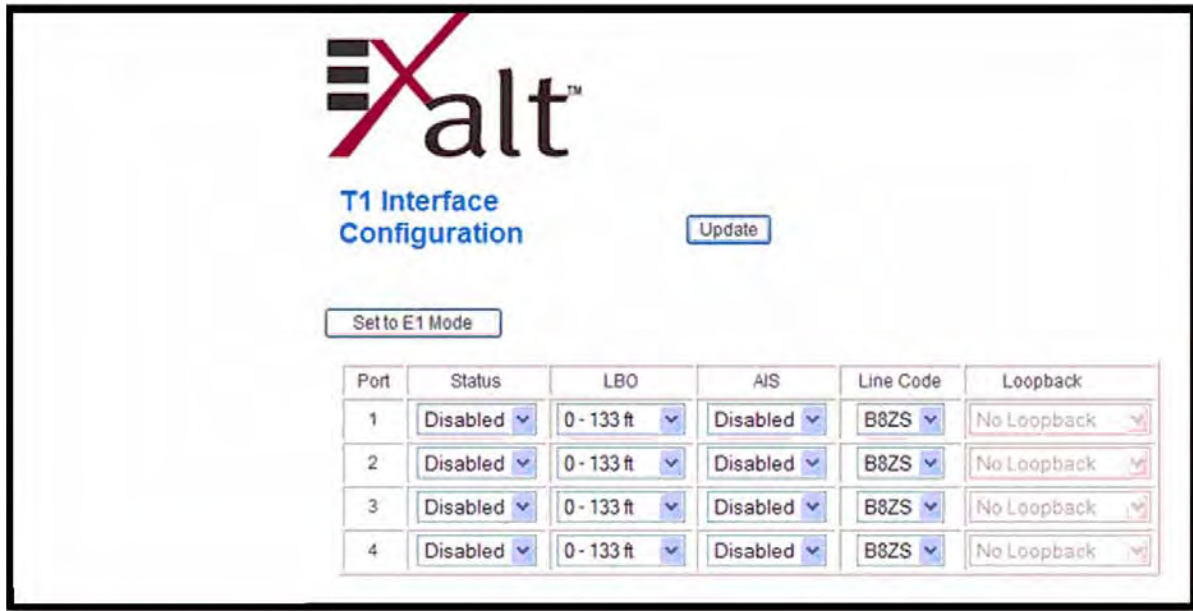 EXalt™
T1 Interface
Configuration
Update
Set to E1 Mode
Port Status LBO AIS Line Code Loopback
1 Disabled 0 - 133 ft Disabled B8ZS No Loopback
2 Disabled 0 - 133 ft Disabled B8ZS No Loopback
3 Disabled 0 - 133 ft Disabled B8ZS No Loopback
4 Disabled 0 - 133 ft Disabled B8ZS No Loopback